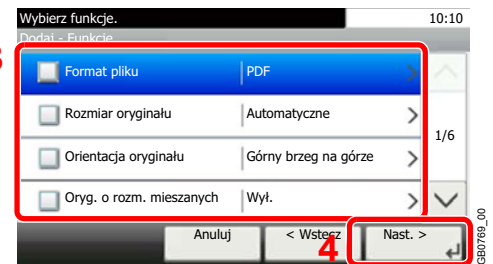 Wybierz funkcje. 10:10
Dodaj - Funkcje
3
Format pliku PDF
Rozmiar oryginału Automatyczne
1/6
Orientacja oryginału Górny brzeg na górze
Oryg. o rozm. mieszanych Wył.
Anuluj < Wstecz Nast. >
4
GB0769_00